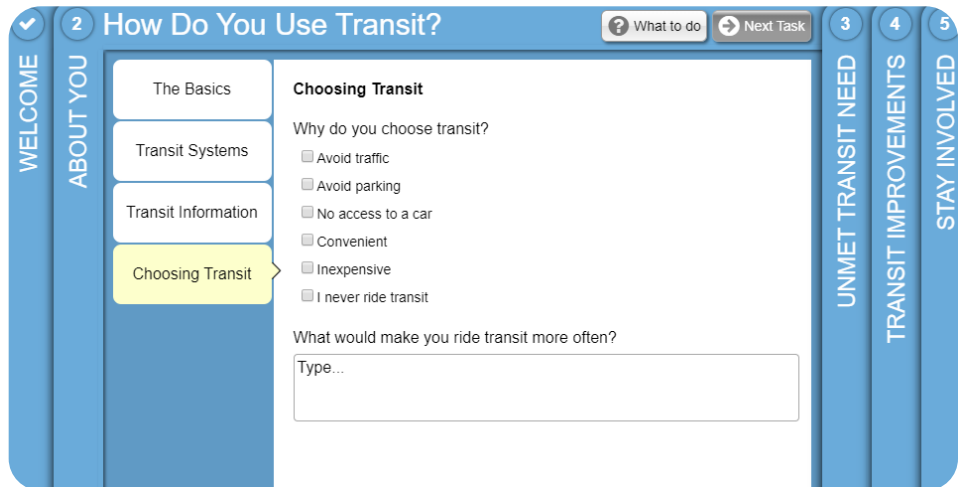 WELCOME
2
ABOUT YOU
How Do You Use Transit?
? What to do
Next Task
The Basics
Transit Systems
Transit Information
Choosing Transit
Choosing Transit
Why do you choose transit?
Avoid traffic
Avoid parking
No access to a car
Convenient
Inexpensive
I never ride transit
What would make you ride transit more often?
Type...
3
UNMET TRANSIT NEED
4
TRANSIT IMPROVEMENTS
5
STAY INVOLVED